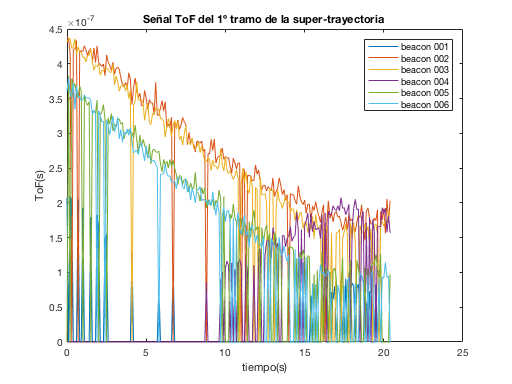 Señal ToF del 1º tramo de la super-trayectoria
×10⁻⁷
4.5
4
3.5
3
2.5
2
1.5
1
0.5
0
ToF(s)
beacon 001
beacon 002
beacon 003
beacon 004
beacon 005
beacon 006
0 5 10 15 20 25
tiempo(s)